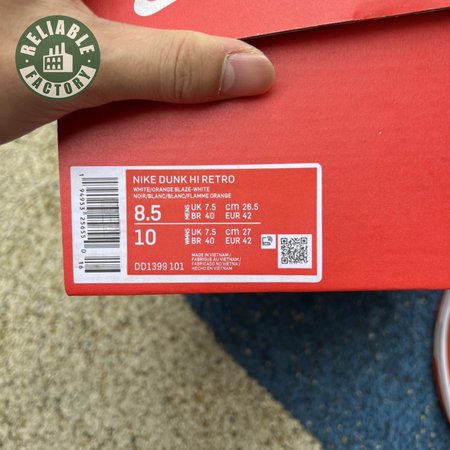 RELIABLE
FACTORY
NIKE DUNK HI RETRO
WHITE/ORANGE BLAZE-WHITE
NOIR/BLANC/BLANC/FLAMME ORANGE
8.5 MENS UK 7.5 CM 26.5
BR 40 EUR 42
10 WMNS UK 7.5 CM 27
BR 40 EUR 42
MADE IN VIETNAM /
FABRIQUÉ AU VIETNAM /
FABRICADO NO VIETNÃ /
HECHO EN VIETNAM
DD1399 101